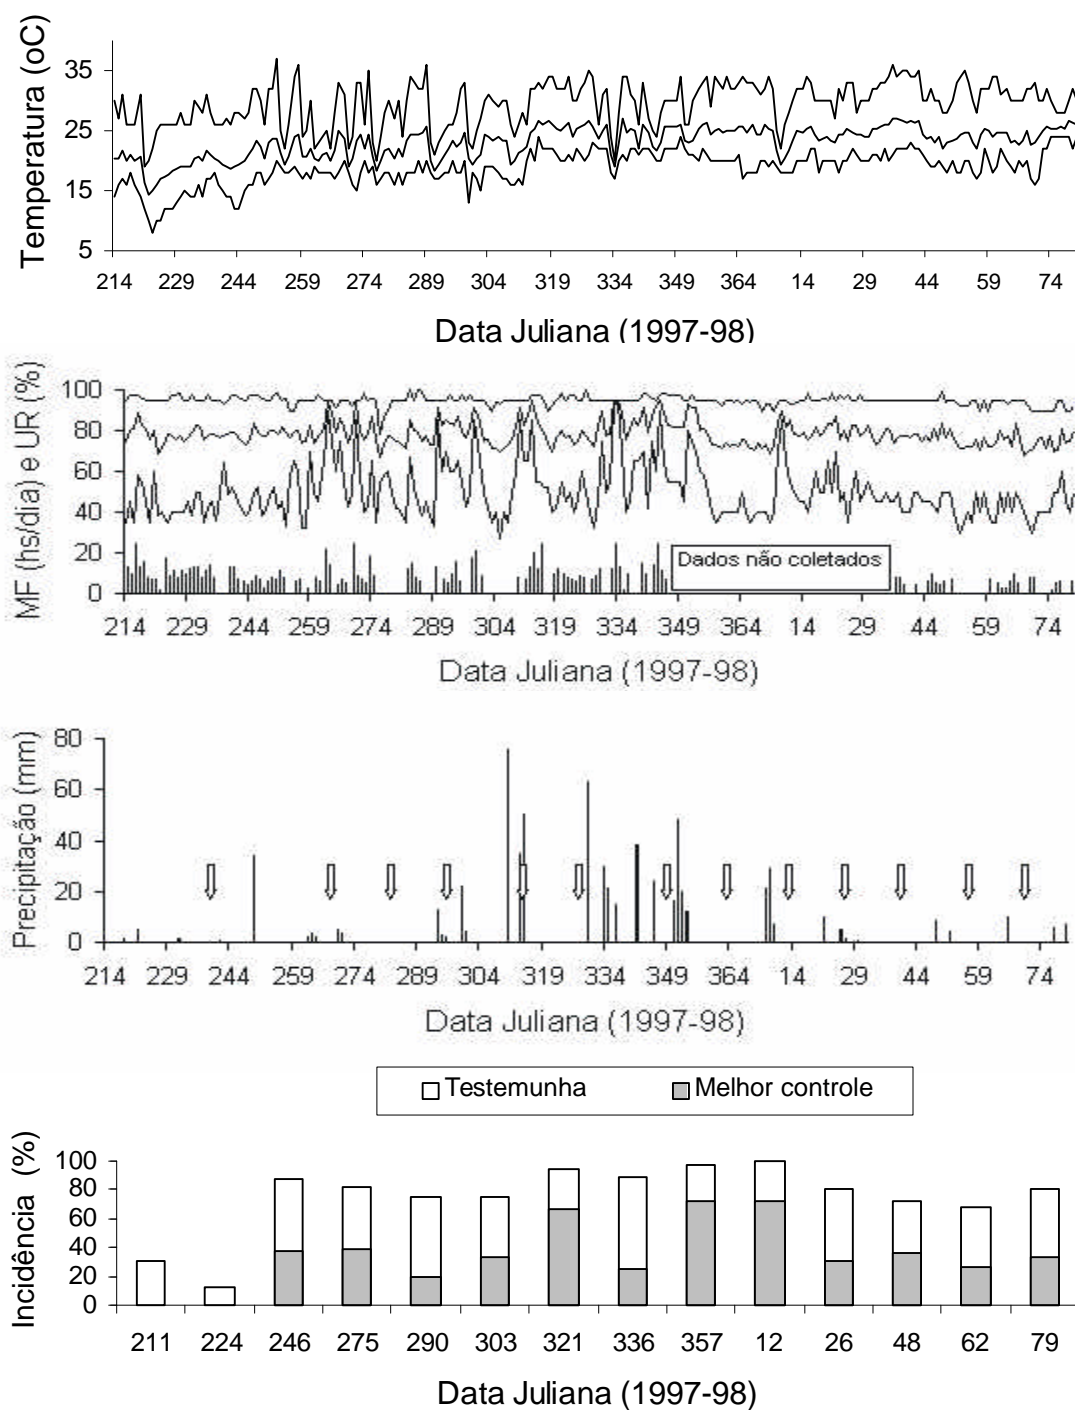 Temperatura (oC)
35
25
15
5
214 229 244 259 274 289 304 319 334 349 364 14 29 44 59 74
Data Juliana (1997-98)
MF (hs/dia) e UR (%)
100
80
60
40
20
0
Dados não coletados
214 229 244 259 274 289 304 319 334 349 364 14 29 44 59 74
Data Juliana (1997-98)
Precipitação (mm)
80
60
40
20
0
214 229 244 259 274 289 304 319 334 349 364 14 29 44 59 74
Data Juliana (1997-98)
Testemunha Melhor controle
Incidência (%)
100
80
60
40
20
0
211 224 246 275 290 303 321 336 357 12 26 48 62 79
Data Juliana (1997-98)